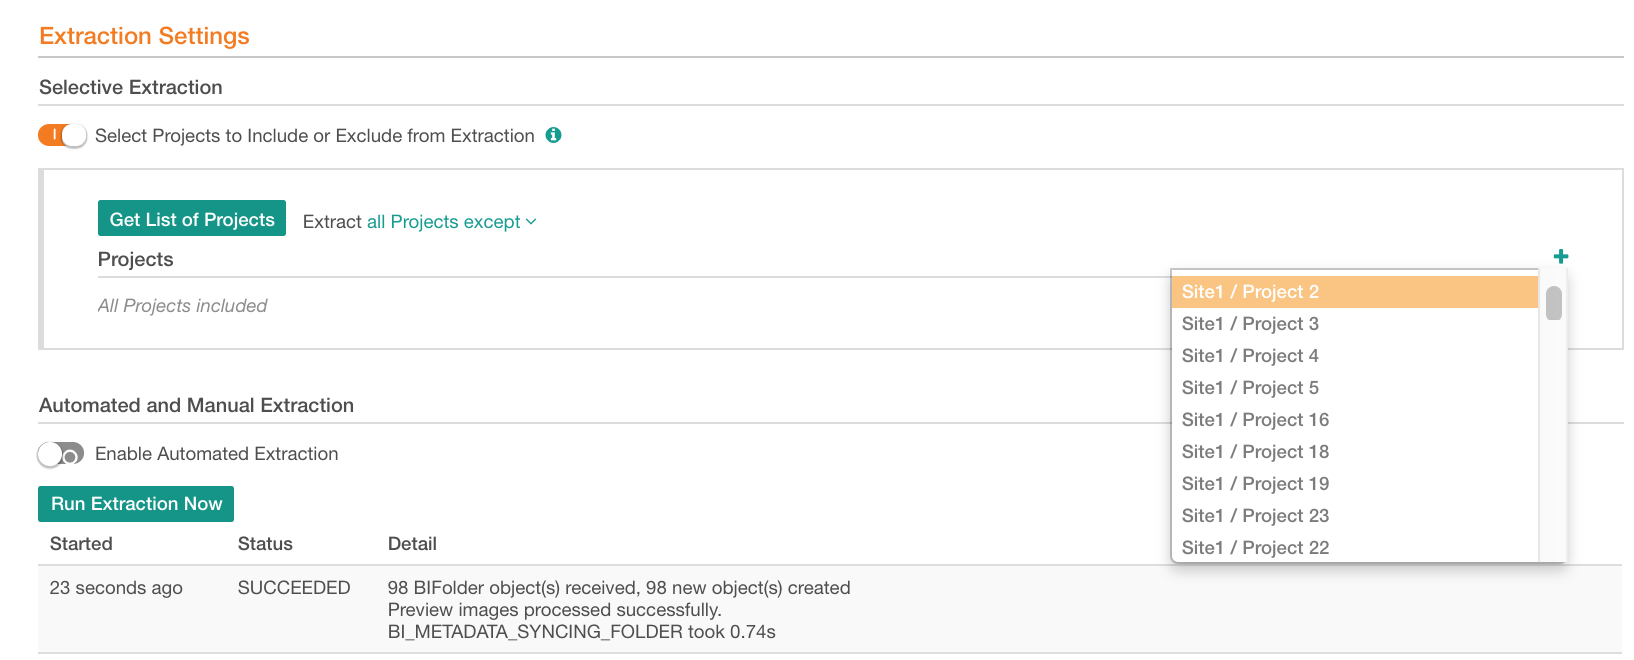 Extraction Settings
Selective Extraction
Select Projects to Include or Exclude from Extraction
Get List of Projects Extract all Projects except
Projects
All Projects included
Site1 / Project 2
Site1 / Project 3
Site1 / Project 4
Site1 / Project 5
Site1 / Project 16
Site1 / Project 18
Site1 / Project 19
Site1 / Project 23
Site1 / Project 22
Automated and Manual Extraction
Enable Automated Extraction
Run Extraction Now
Started Status Detail
23 seconds ago SUCCEEDED 98 BIFolder object(s) received, 98 new object(s) created
Preview images processed successfully.
BI_METADATA_SYNCING_FOLDER took 0.74s